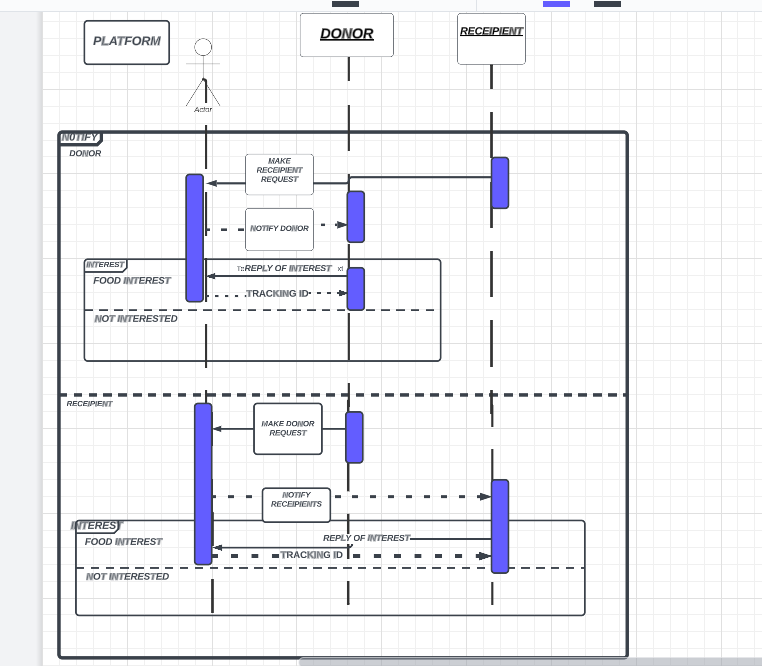 PLATFORM
DONOR
RECEIPIENT
Actor
NOTIFY
DONOR
MAKE
RECEIPIENT
REQUEST
NOTIFY DONOR
INTEREST
REPLY OF INTEREST
FOOD INTEREST
TRACKING ID
NOT INTERESTED
RECEIPIENT
MAKE DONOR
REQUEST
NOTIFY
RECEIPIENTS
INTEREST
REPLY OF INTEREST
FOOD INTEREST
TRACKING ID
NOT INTERESTED